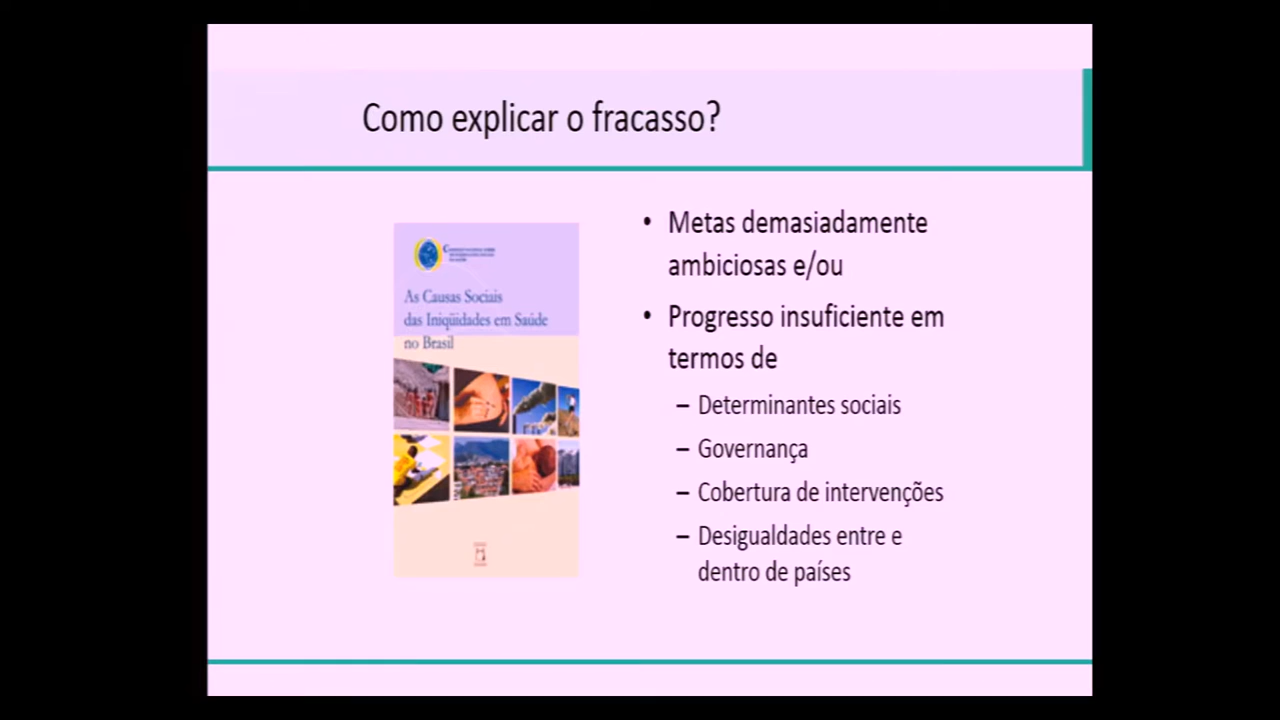 Como explicar o fracasso?
As Causas Sociais
das Iniqüidades em Saúde
no Brasil
• Metas demasiadamente
ambiciosas e/ou
• Progresso insuficiente em
termos de
– Determinantes sociais
– Governança
– Cobertura de intervenções
– Desigualdades entre e
dentro de países